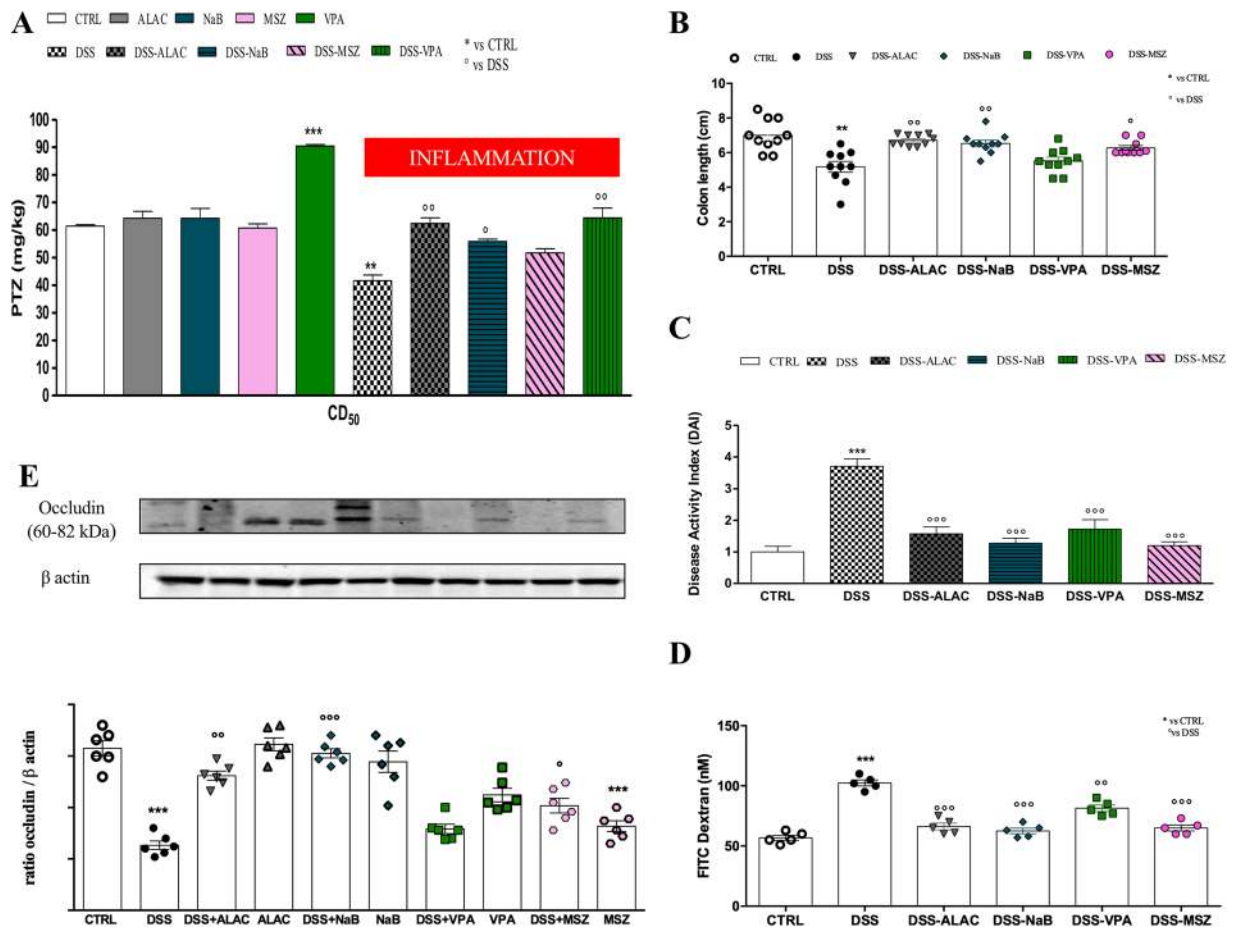 A
CTRL ALAC NaB MSZ VPA
DSS DSS-ALAC DSS-NaB DSS-MSZ DSS-VPA
* vs CTRL
° vs DSS
PTZ (mg/kg)
100
90
80
70
60
50
40
30
20
10
0
***
INFLAMMATION
**
°°
°
°°
CD50
B
CTRL DSS DSS-ALAC DSS-NaB DSS-VPA DSS-MSZ
* vs CTRL
° vs DSS
Colon length (cm)
10
8
6
4
2
0
**
°°
°°
°
CTRL DSS DSS-ALAC DSS-NaB DSS-VPA DSS-MSZ
C
CTRL DSS DSS-ALAC DSS-NaB DSS-VPA DSS-MSZ
Disease Activity Index (DAI)
5
4
3
2
1
0
***
°°°
°°°
°°°
°°°
CTRL DSS DSS-ALAC DSS-NaB DSS-VPA DSS-MSZ
E
Occludin
(60-82 kDa)
β actin
ratio occludin / β actin
***
°°
°°°
°
***
CTRL DSS DSS+ALAC ALAC DSS+NaB NaB DSS+VPA VPA DSS+MSZ MSZ
D
* vs CTRL
°vs DSS
FITC Dextran (nM)
150
100
50
0
***
°°°
°°°
°°
°°°
CTRL DSS DSS-ALAC DSS-NaB DSS-VPA DSS-MSZ